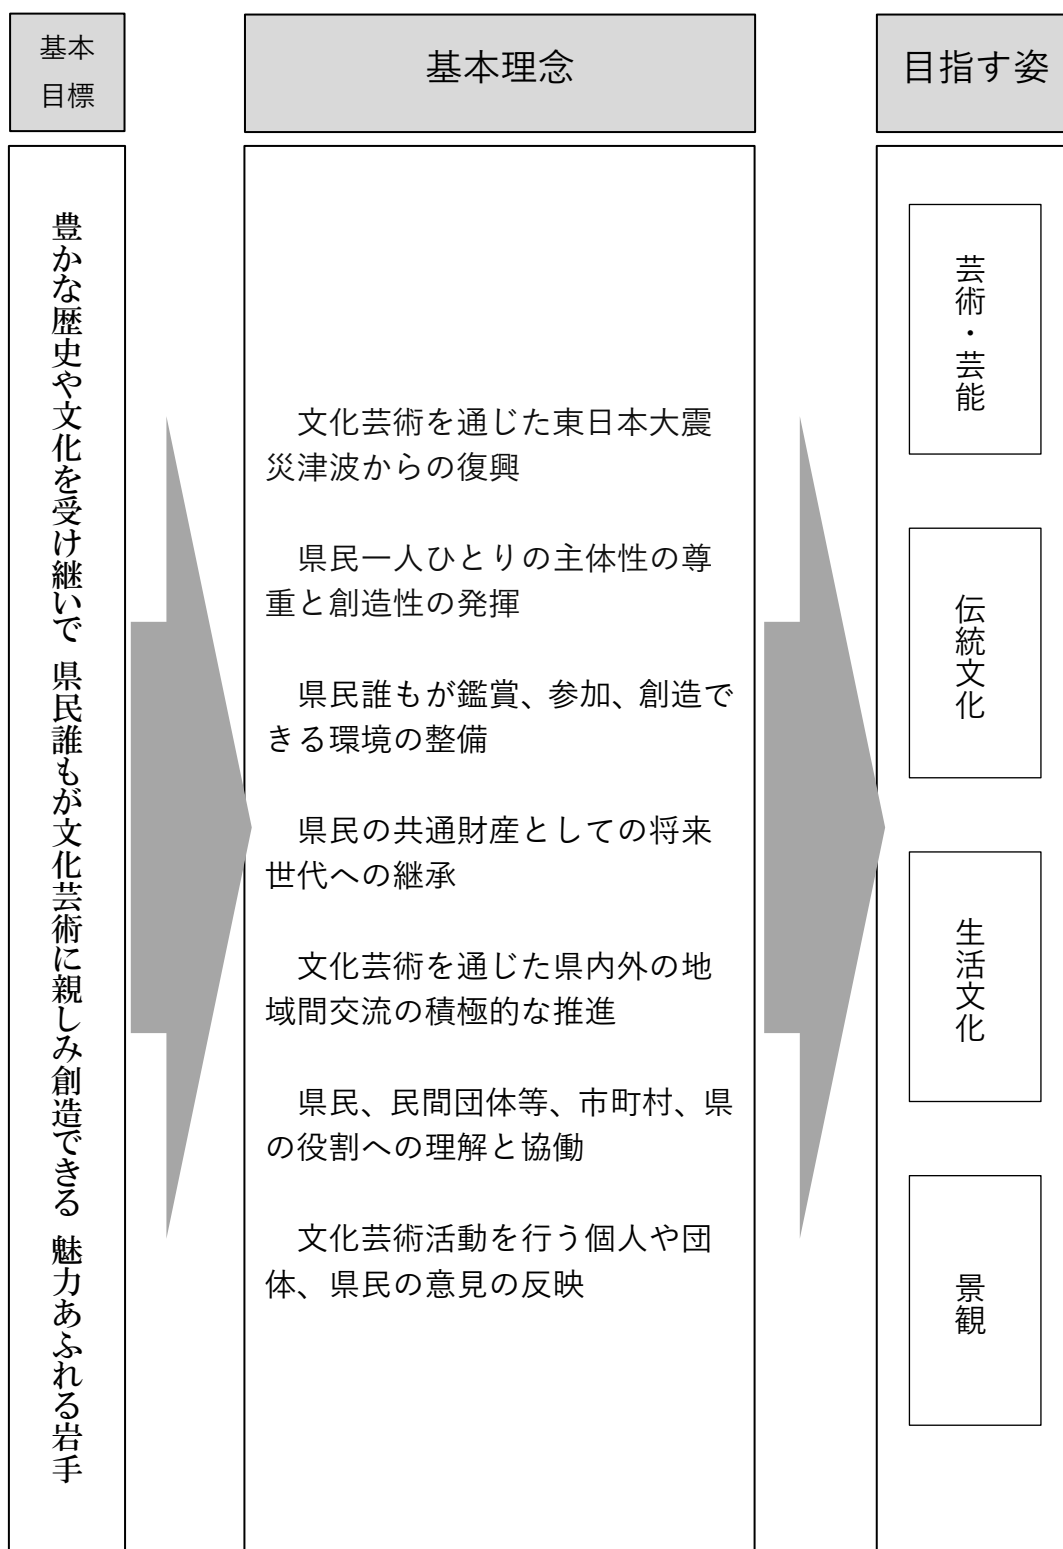 基本
目標
基本理念
目指す姿
豊かな歴史や文化を受け継いで 県民誰もが文化芸術に親しみ創造できる 魅力あふれる岩手
文化芸術を通じた東日本大震
災津波からの復興
県民一人ひとりの主体性の尊
重と創造性の発揮
県民誰もが鑑賞、参加、創造で
きる環境の整備
県民の共通財産としての将来
世代への継承
文化芸術を通じた県内外の地
域間交流の積極的な推進
県民、民間団体等、市町村、県
の役割への理解と協働
文化芸術活動を行う個人や団
体、県民の意見の反映
芸術・芸能
伝統文化
生活文化
景観